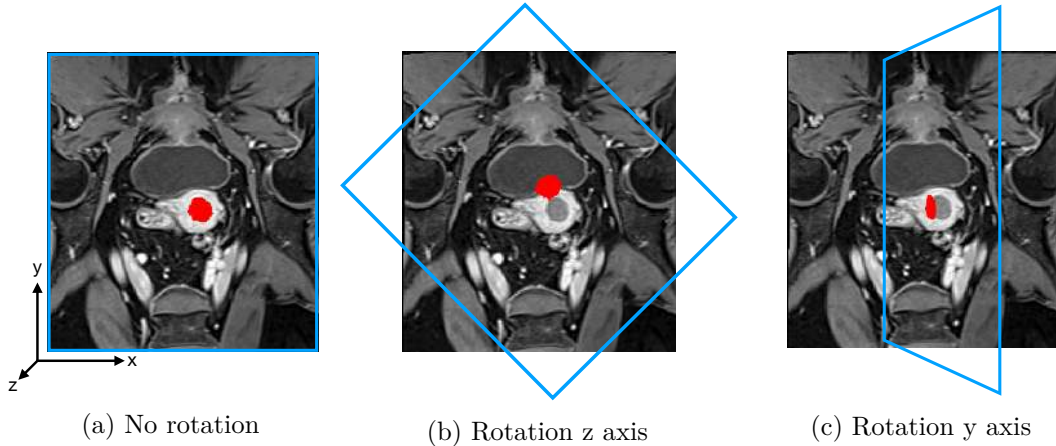 y
x
z
(a) No rotation
(b) Rotation z axis
(c) Rotation y axis